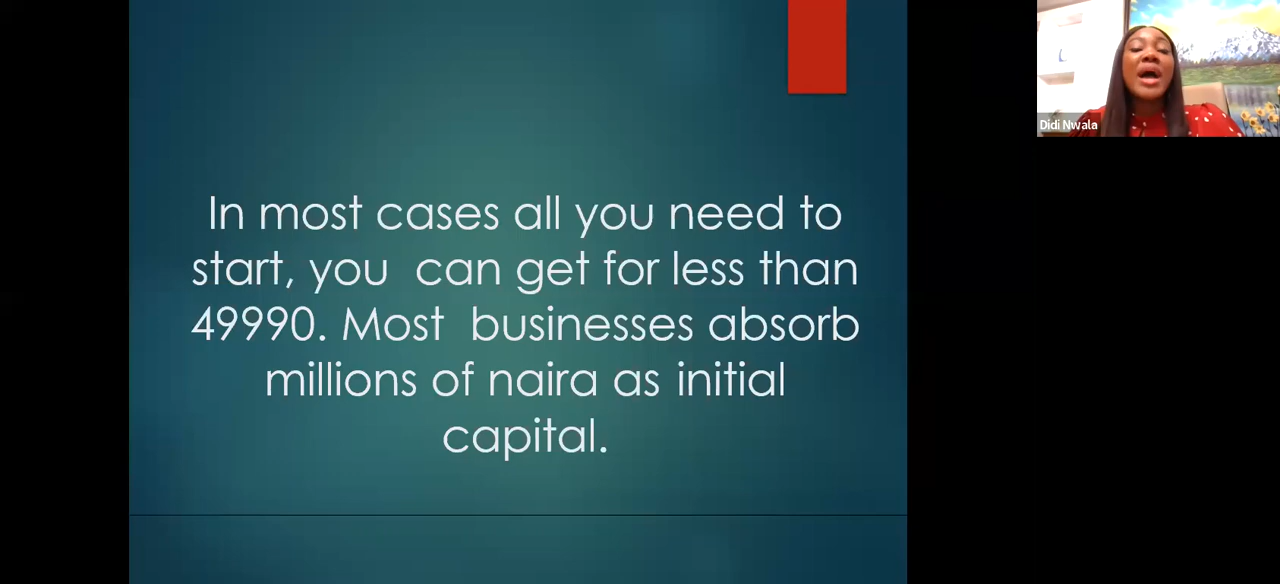 In most cases all you need to
start, you  can get for less than
49990. Most  businesses absorb
millions of naira as initial
capital.
Didi Nwala